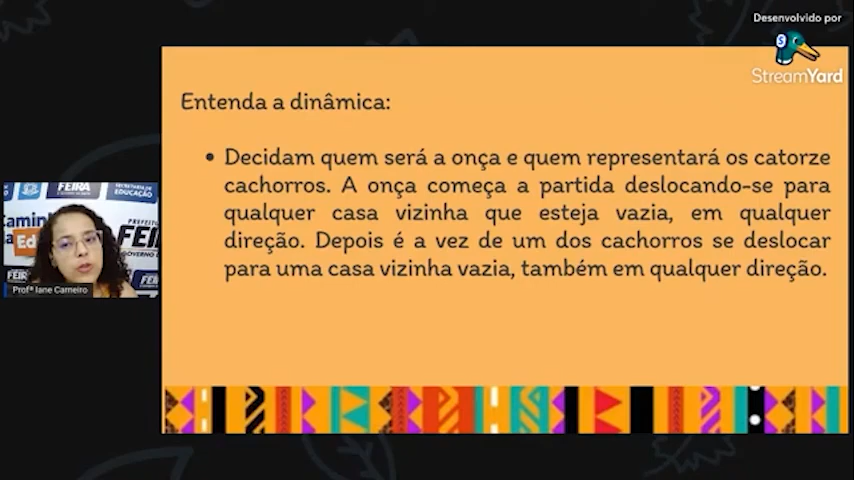 Desenvolvido por
StreamYard
Entenda a dinâmica:
• Decidam quem será a onça e quem representará os catorze
cachorros. A onça começa a partida deslocando-se para
qualquer casa vizinha que esteja vazia, em qualquer
direção. Depois é a vez de um dos cachorros se deslocar
para uma casa vizinha vazia, também em qualquer direção.
FEIRA
SECRETARIA DE
EDUCAÇÃO
Profª Iane Carneiro